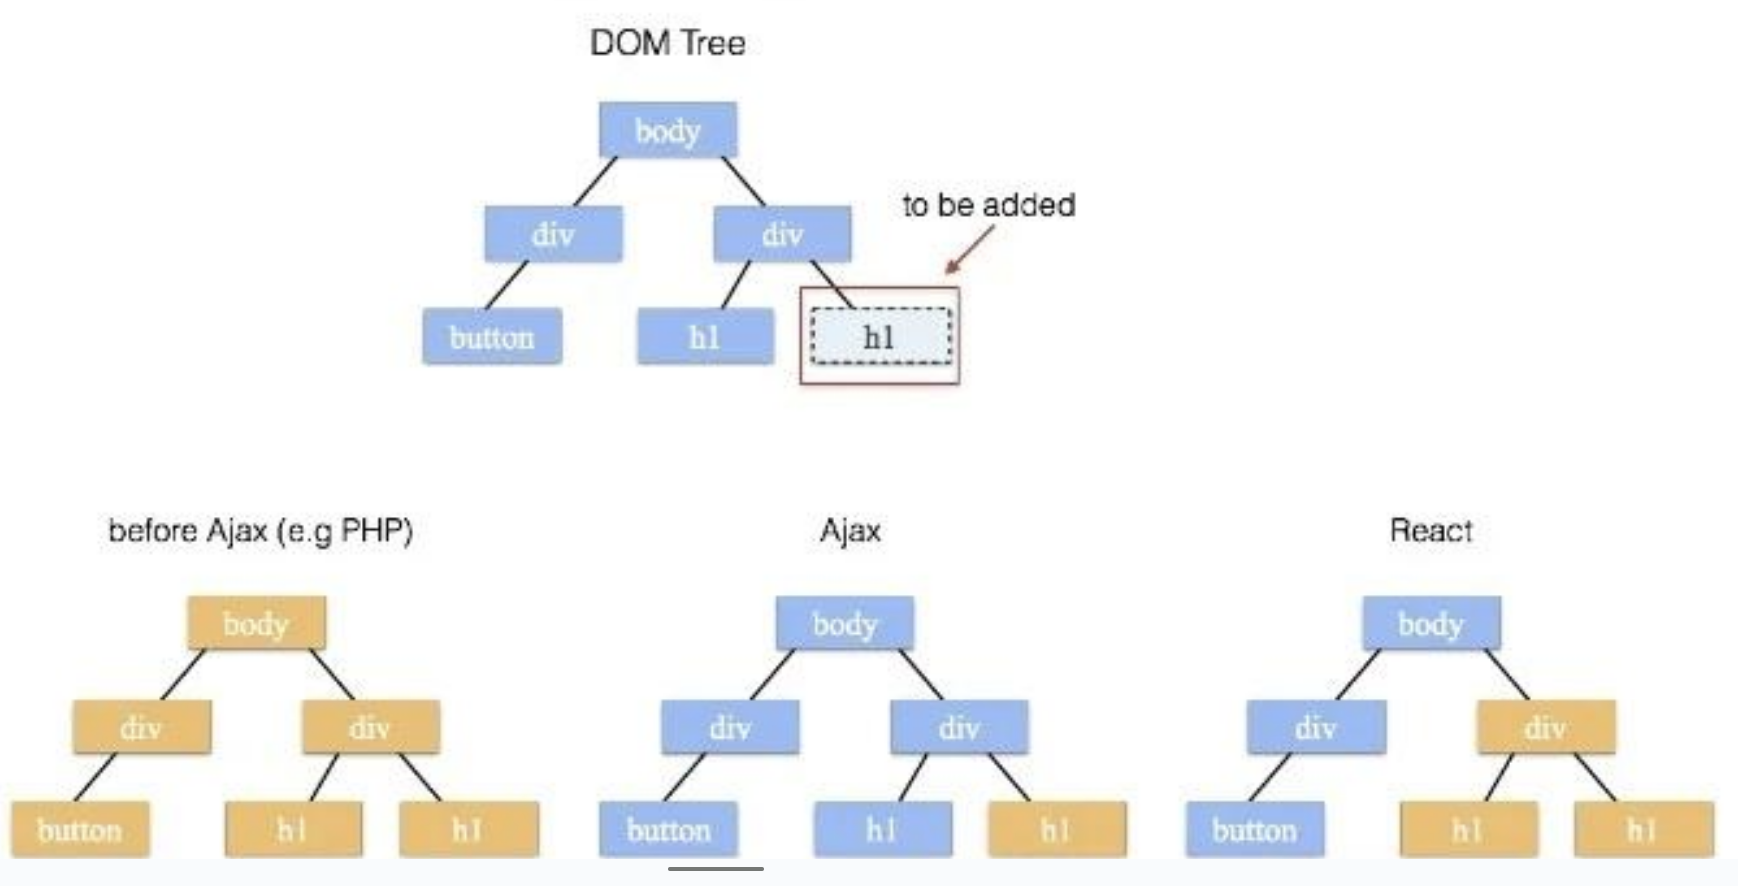 DOM Tree
body
to be added
div
div
button
h1
h1
before Ajax (e.g PHP)
Ajax
React
body
body
body
div
div
div
div
div
div
button
h1
h1
button
h1
h1
button
h1
h1